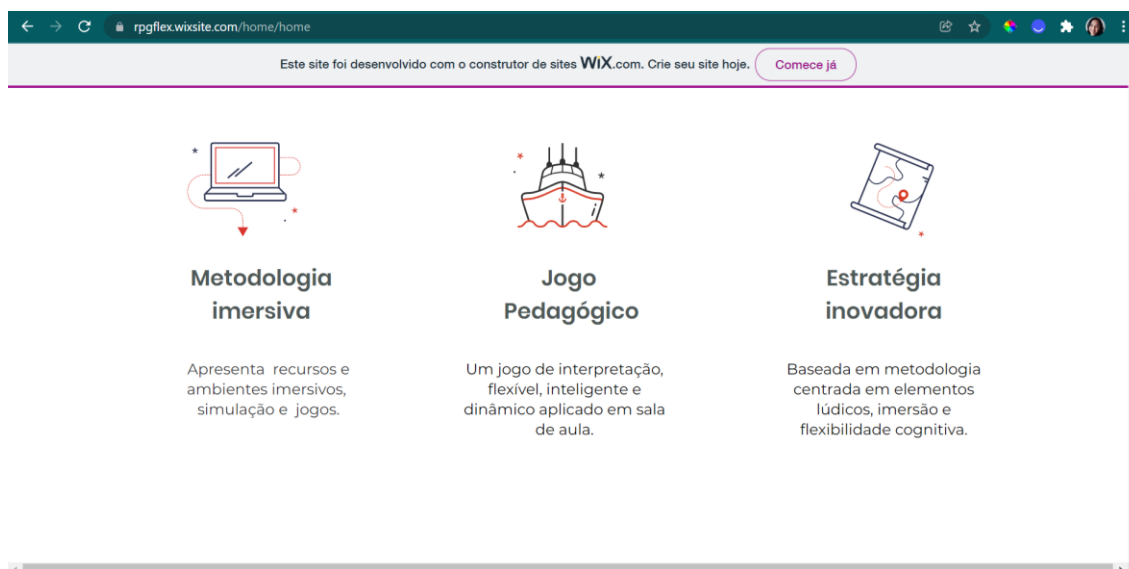 rpgflex.wixsite.com/home/home
Este site foi desenvolvido com o construtor de sites WiX.com. Crie seu site hoje. Comece já
Metodologia
imersiva
Apresenta recursos e
ambientes imersivos,
simulação e jogos.
Jogo
Pedagógico
Um jogo de interpretação,
flexível, inteligente e
dinâmico aplicado em sala
de aula.
Estratégia
inovadora
Baseada em metodologia
centrada em elementos
lúdicos, imersão e
flexibilidade cognitiva.